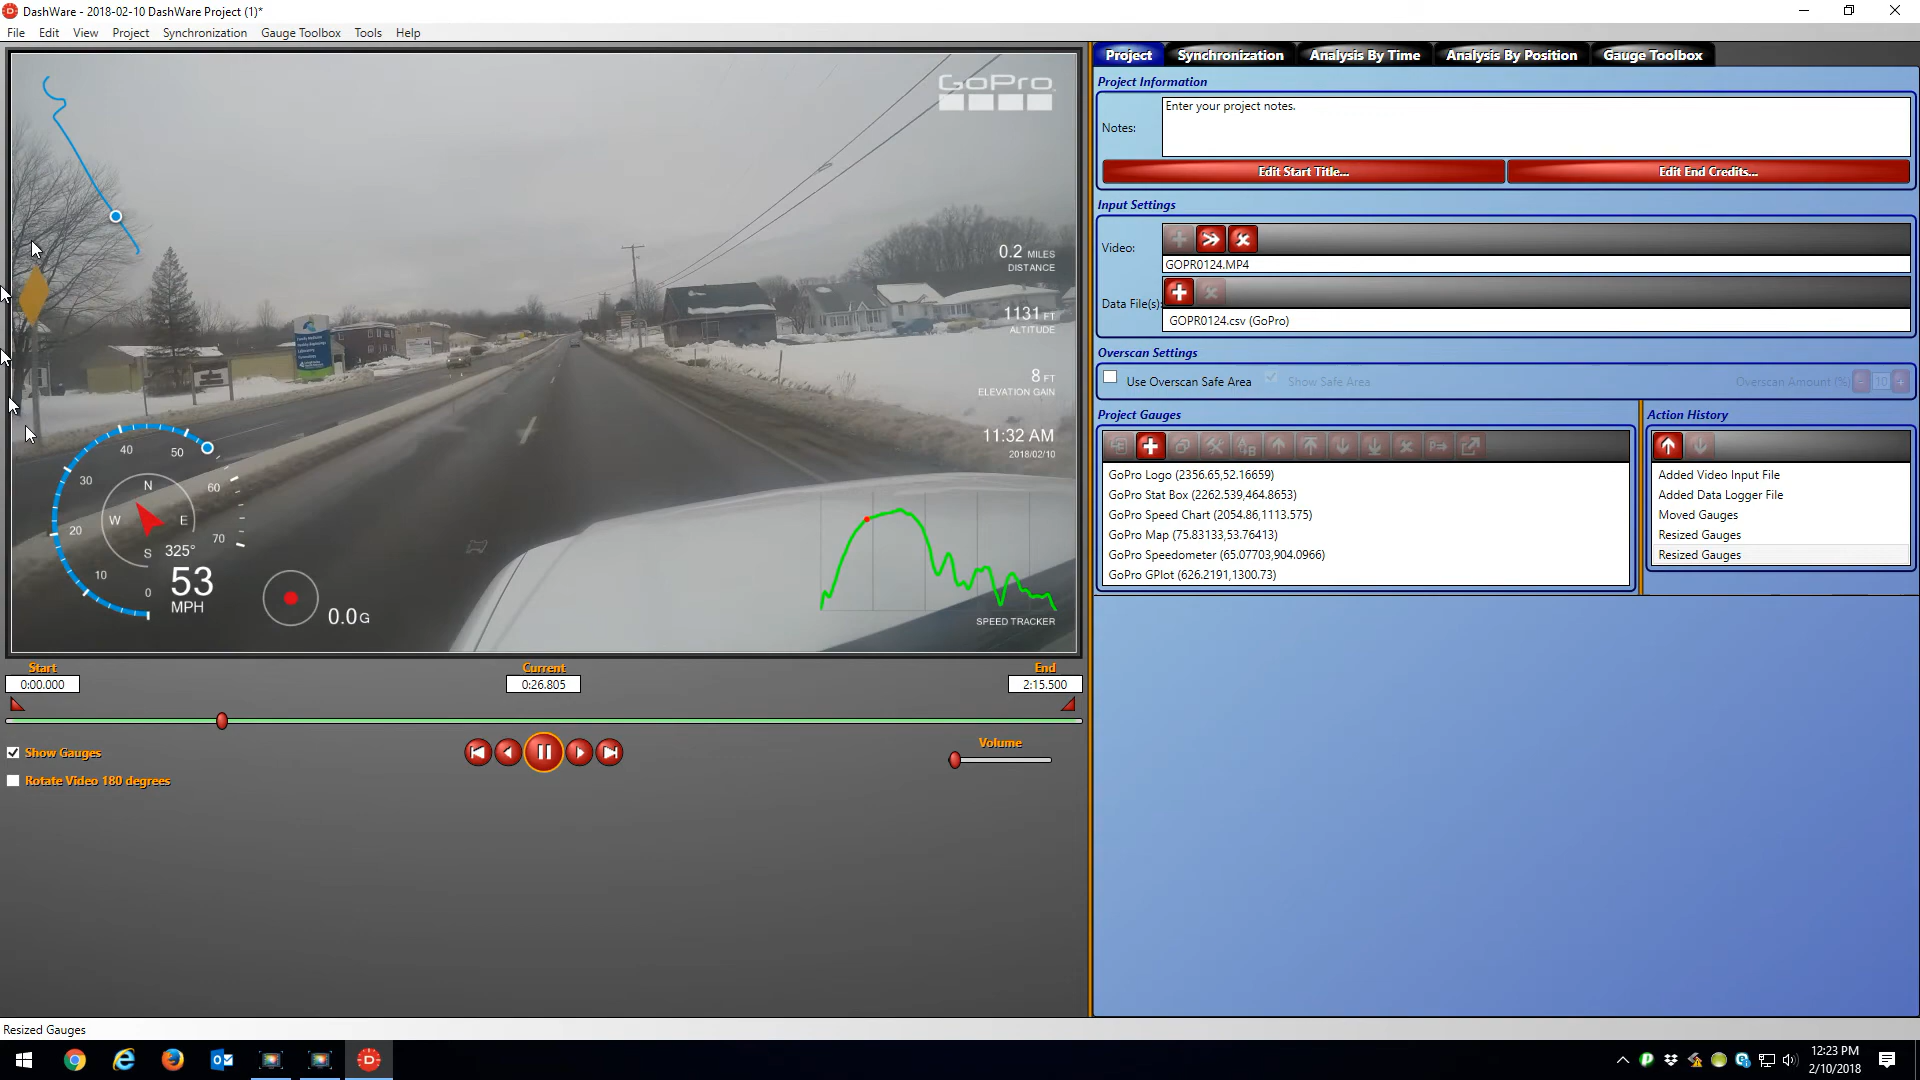 DashWare - 2018-02-10 DashWare Project (1)*
File Edit View Project Synchronization Gauge Toolbox Tools Help
GoPro
0.2 MILES
DISTANCE
1131 FT
ALTITUDE
8 FT
ELEVATION GAIN
11:32 AM
2018/02/10
0 10 20 30 40 50 60 70
N
W E
S 325°
53
MPH
0.0G
SPEED TRACKER
Start Current End
0:00.000 0:26.805 2:15.500
Show Gauges
Rotate Video 180 degrees
Volume
Project Synchronization Analysis By Time Analysis By Position Gauge Toolbox
Project Information
Notes: Enter your project notes.
Edit Start Title... Edit End Credits...
Input Settings
Video:
GOPR0124.MP4
Data File(s):
GOPR0124.csv (GoPro)
Overscan Settings
Use Overscan Safe Area Show Safe Area Overscan Amount (%) 10
Project Gauges
GoPro Logo (2356.65,52.16659)
GoPro Stat Box (2262.539,464.8653)
GoPro Speed Chart (2054.86,1113.575)
GoPro Map (75.83133,53.76413)
GoPro Speedometer (65.07703,904.0966)
GoPro GPlot (626.2191,1300.73)
Action History
Added Video Input File
Added Data Logger File
Moved Gauges
Resized Gauges
Resized Gauges
Resized Gauges
12:23 PM
2/10/2018